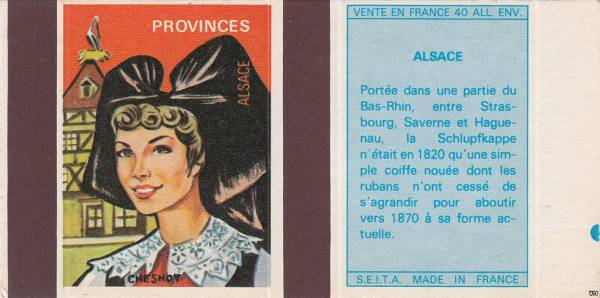 PROVINCES
ALSACE
CHESNOT
VENTE EN FRANCE 40 ALL. ENV.
ALSACE
Portée dans une partie du
Bas-Rhin, entre Stras-
bourg, Saverne et Hague-
nau, la Schlupfkappe
n'était en 1820 qu'une sim-
ple coiffe nouée dont les
rubans n'ont cessé de
s'agrandir pour aboutir
vers 1870 à sa forme ac-
tuelle.
S.E.I.T.A. MADE IN FRANCE